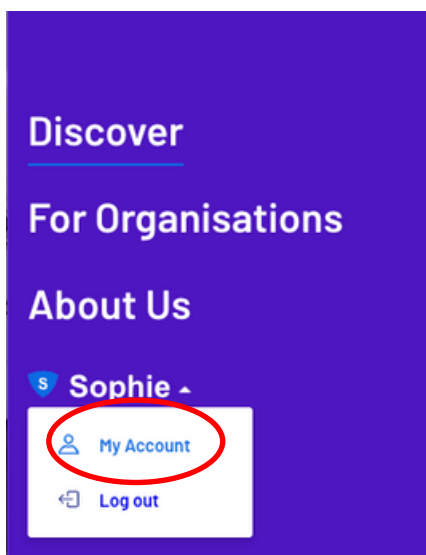 Discover
For Organisations
About Us
S Sophie
My Account
Log out